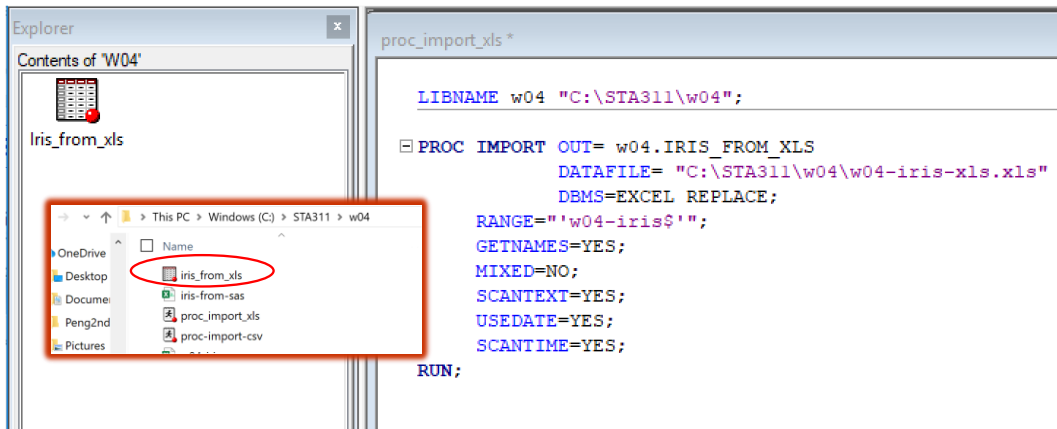 Explorer
x
Contents of 'W04'
Iris_from_xls
This PC > Windows (C:) > STA311 > w04
Name
OneDrive
Desktop
Docume
Peng2nd
Pictures
iris_from_xls
iris-from-sas
proc_import_xls
proc-import-csv
proc_import_xls *
LIBNAME w04 "C:\STA311\w04";
PROC IMPORT OUT= w04.IRIS_FROM_XLS
DATAFILE= "C:\STA311\w04\w04-iris-xls.xls"
DBMS=EXCEL REPLACE;
RANGE="'w04-iris$'";
GETNAMES=YES;
MIXED=NO;
SCANTEXT=YES;
USEDATE=YES;
SCANTIME=YES;
RUN;